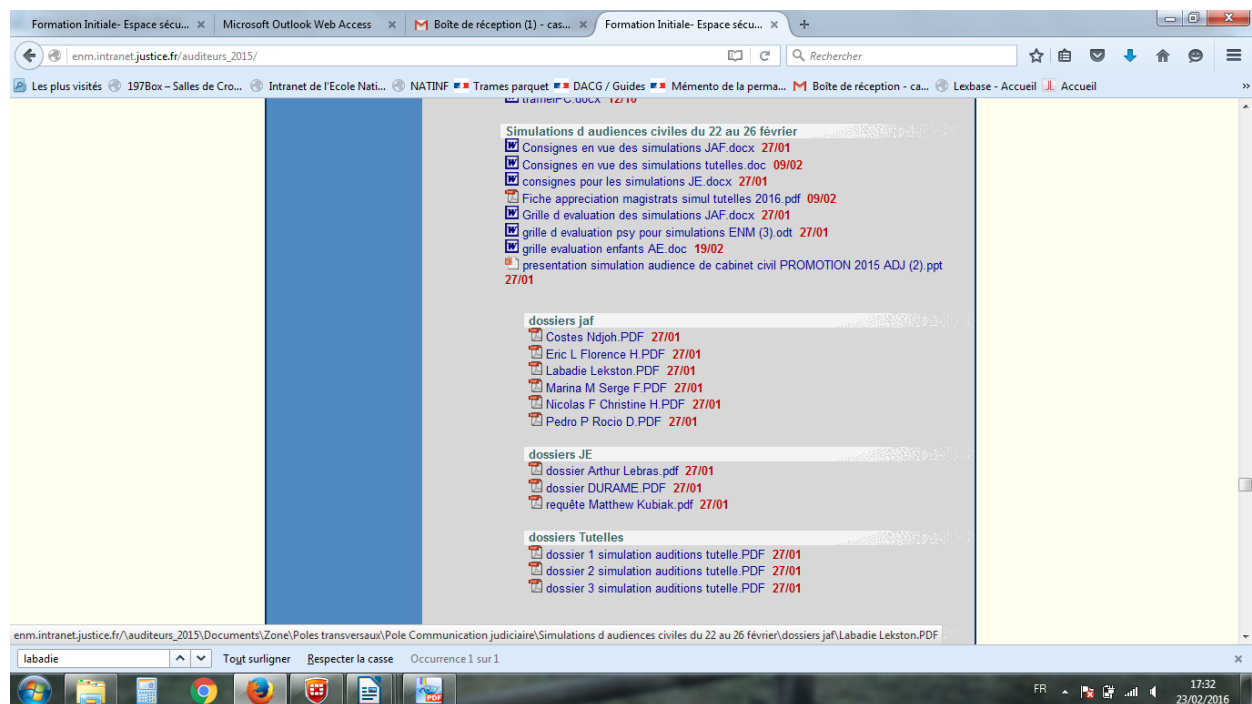 Formation Initiale- Espace sécu... Microsoft Outlook Web Access Boîte de réception (1) - cas... Formation Initiale- Espace sécu...
enm.intranet.justice.fr/auditeurs_2015/ Rechercher
Les plus visités 197Box – Salles de Cro... Intranet de l'Ecole Nati... NATINF Trames parquet DACG / Guides Mémento de la perma... Boîte de réception - ca... Lexbase - Accueil Accueil »
trameIPC.docx 12/10
Simulations d audiences civiles du 22 au 26 février
Consignes en vue des simulations JAF.docx 27/01
Consignes en vue des simulations tutelles.doc 09/02
consignes pour les simulations JE.docx 27/01
Fiche appreciation magistrats simul tutelles 2016.pdf 09/02
Grille d evaluation des simulations JAF.docx 27/01
grille d evaluation psy pour simulations ENM (3).odt 27/01
grille evaluation enfants AE.doc 19/02
presentation simulation audience de cabinet civil PROMOTION 2015 ADJ (2).ppt
27/01
dossiers jaf
Costes Ndjoh.PDF 27/01
Eric L Florence H.PDF 27/01
Labadie Lekston.PDF 27/01
Marina M Serge F.PDF 27/01
Nicolas F Christine H.PDF 27/01
Pedro P Rocio D.PDF 27/01
dossiers JE
dossier Arthur Lebras.pdf 27/01
dossier DURAME.PDF 27/01
requête Matthew Kubiak.pdf 27/01
dossiers Tutelles
dossier 1 simulation auditions tutelle.PDF 27/01
dossier 2 simulation auditions tutelle.PDF 27/01
dossier 3 simulation auditions tutelle.PDF 27/01
enm.intranet.justice.fr/\auditeurs_2015\Documents\Zone\Poles transversaux\Pole Communication judiciaire\Simulations d audiences civiles du 22 au 26 février\dossiers jaf\Labadie Lekston.PDF
labadie Tout surligner Respecter la casse Occurrence 1 sur 1
PDF FR 17:32
23/02/2016